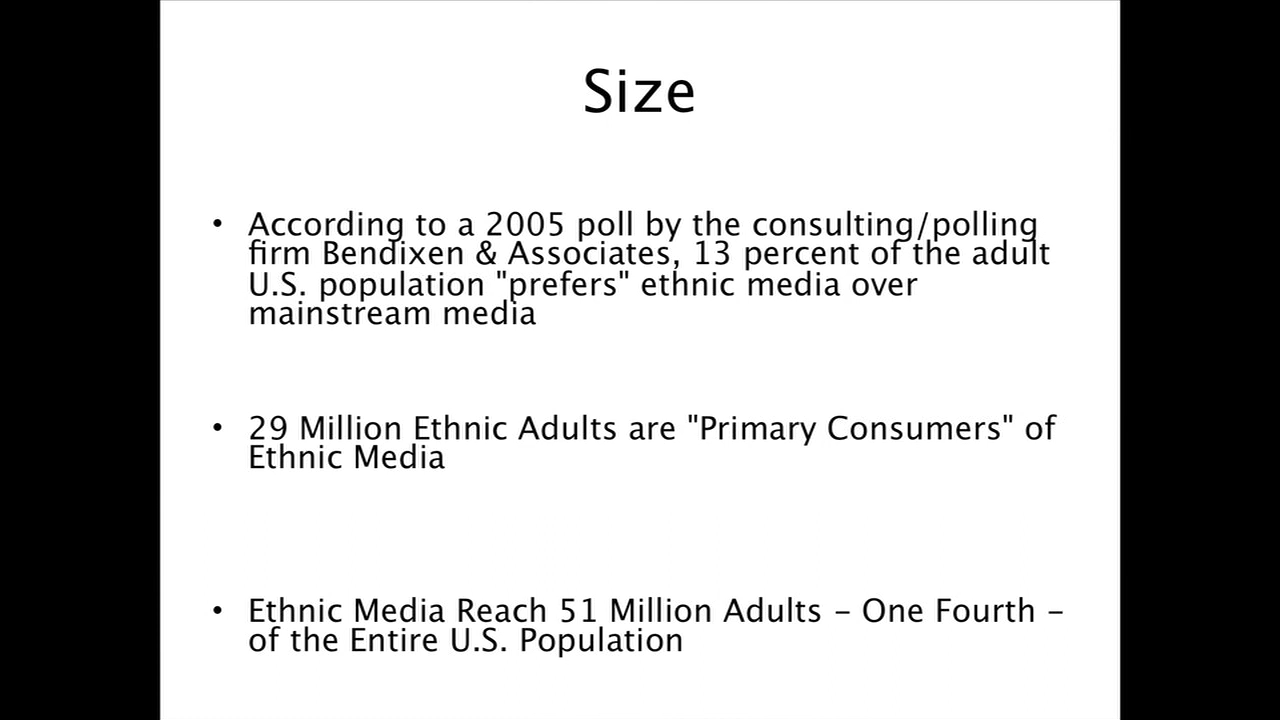 Size
• According to a 2005 poll by the consulting/polling
firm Bendixen & Associates, 13 percent of the adult
U.S. population "prefers" ethnic media over
mainstream media
• 29 Million Ethnic Adults are "Primary Consumers" of
Ethnic Media
• Ethnic Media Reach 51 Million Adults – One Fourth –
of the Entire U.S. Population